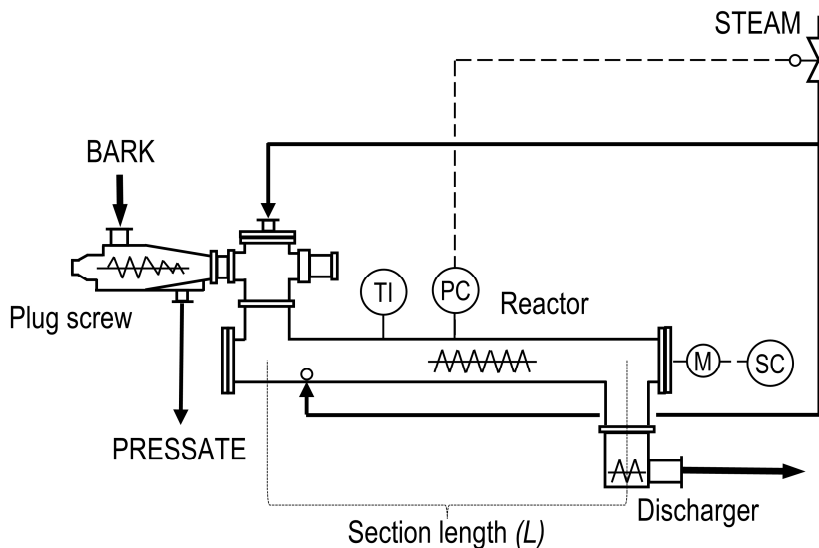 STEAM
BARK
TI
PC
Reactor
Plug screw
M
SC
PRESSATE
Discharger
Section length (L)